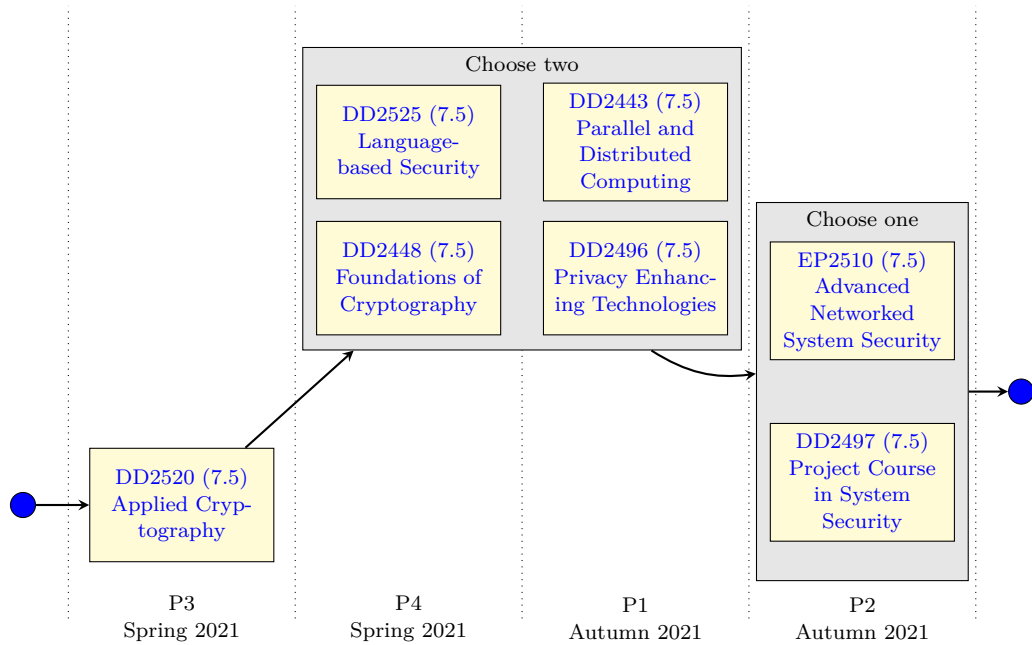 Choose two
DD2525 (7.5)
Language-
based Security
DD2443 (7.5)
Parallel and
Distributed
Computing
DD2448 (7.5)
Foundations of
Cryptography
DD2496 (7.5)
Privacy Enhanc-
ing Technologies
Choose one
EP2510 (7.5)
Advanced
Networked
System Security
DD2497 (7.5)
Project Course
in System
Security
DD2520 (7.5)
Applied Cryp-
tography
P3
Spring 2021
P4
Spring 2021
P1
Autumn 2021
P2
Autumn 2021